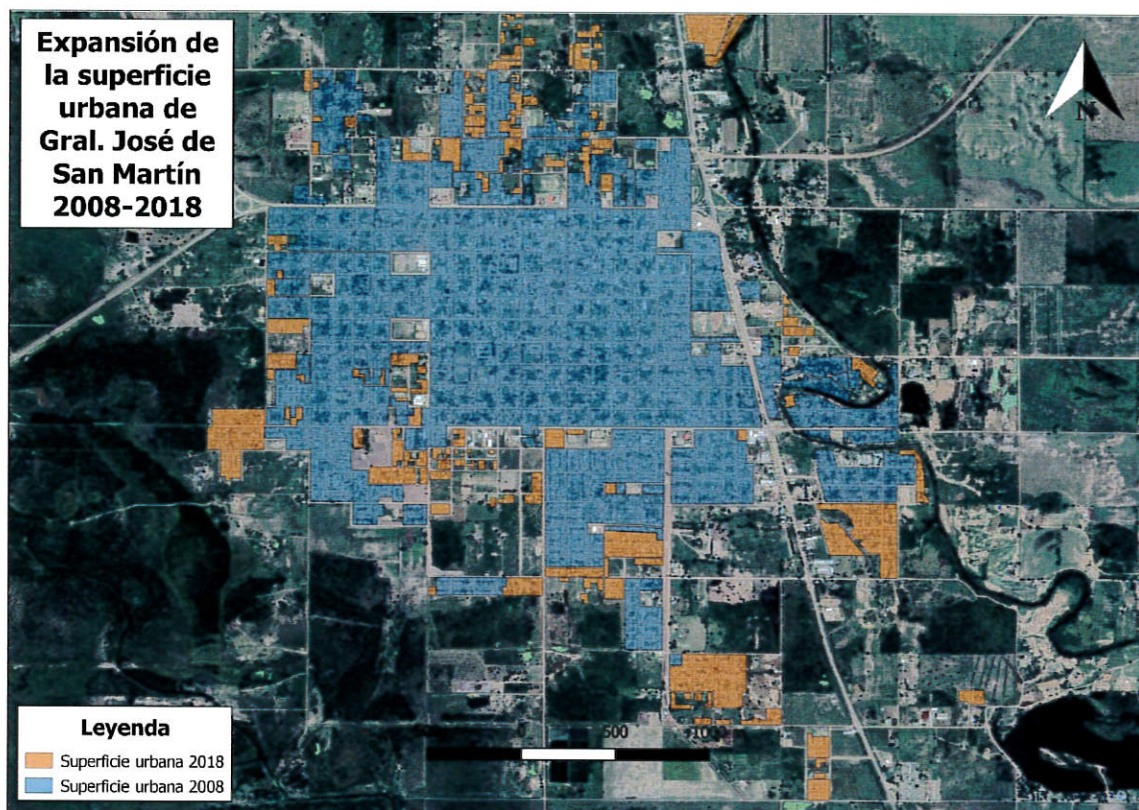 Expansión de
la superficie
urbana de
Gral. José de
San Martín
2008-2018
N
0 500 1000
Leyenda
Superficie urbana 2018
Superficie urbana 2008